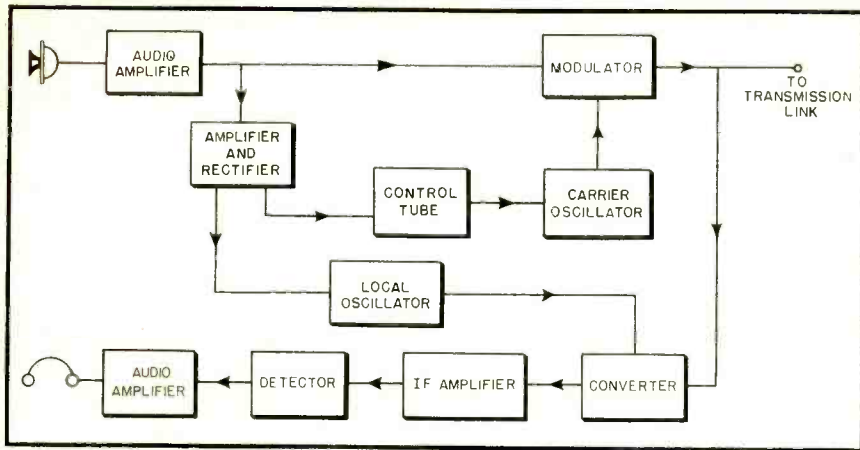 AUDIO
AMPLIFIER
MODULATOR
TO
TRANSMISSION
LINK
AMPLIFIER
AND
RECTIFIER
CONTROL
TUBE
CARRIER
OSCILLATOR
LOCAL
OSCILLATOR
AUDIO
AMPLIFIER
DETECTOR
IF AMPLIFIER
CONVERTER